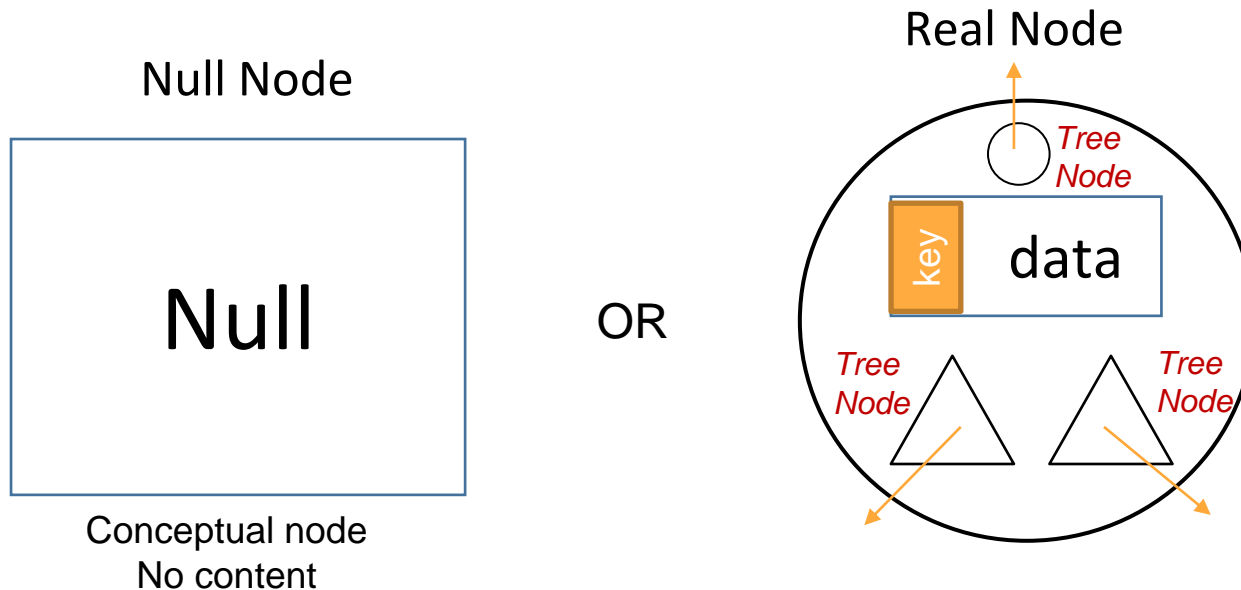 Null Node
Null
Conceptual node
No content
OR
Real Node
Tree
Node
key
data
Tree
Node
Tree
Node